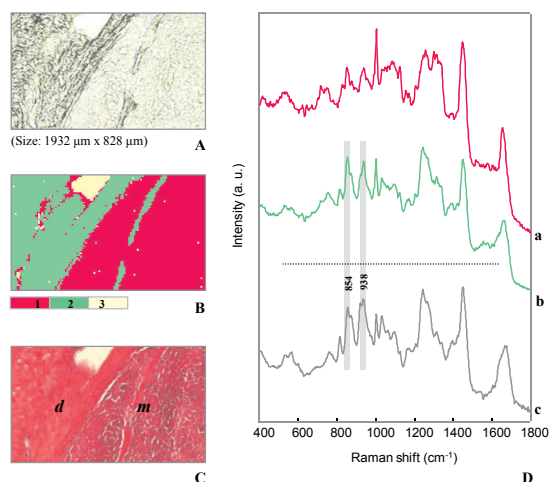 (Size: 1932 µm x 828 µm)
A
B
1 2 3
d m
C
Intensity (a. u.)
854
938
a
b
c
400 600 800 1000 1200 1400 1600 1800
Raman shift (cm⁻¹)
D